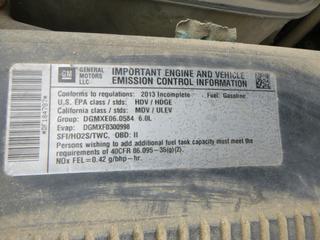 GM
GENERAL MOTORS LLC
IMPORTANT ENGINE AND VEHICLE
EMISSION CONTROL INFORMATION
Conforms to regulations: 2013 Incomplete Fuel: Gasoline
U.S. EPA class / stds: HDV / HDGE
California class / stds: MDV / ULEV
Group: DGMXE06.0584 6.0L
Evap: DGMXF0300998
SFI/HO2S/TWC, OBD: II
Persons wishing to add additional fuel tank capacity must meet the
requirements of 40CFR 86.095-35(g)(2).
NOx FEL=0.42 g/bhp-hr.